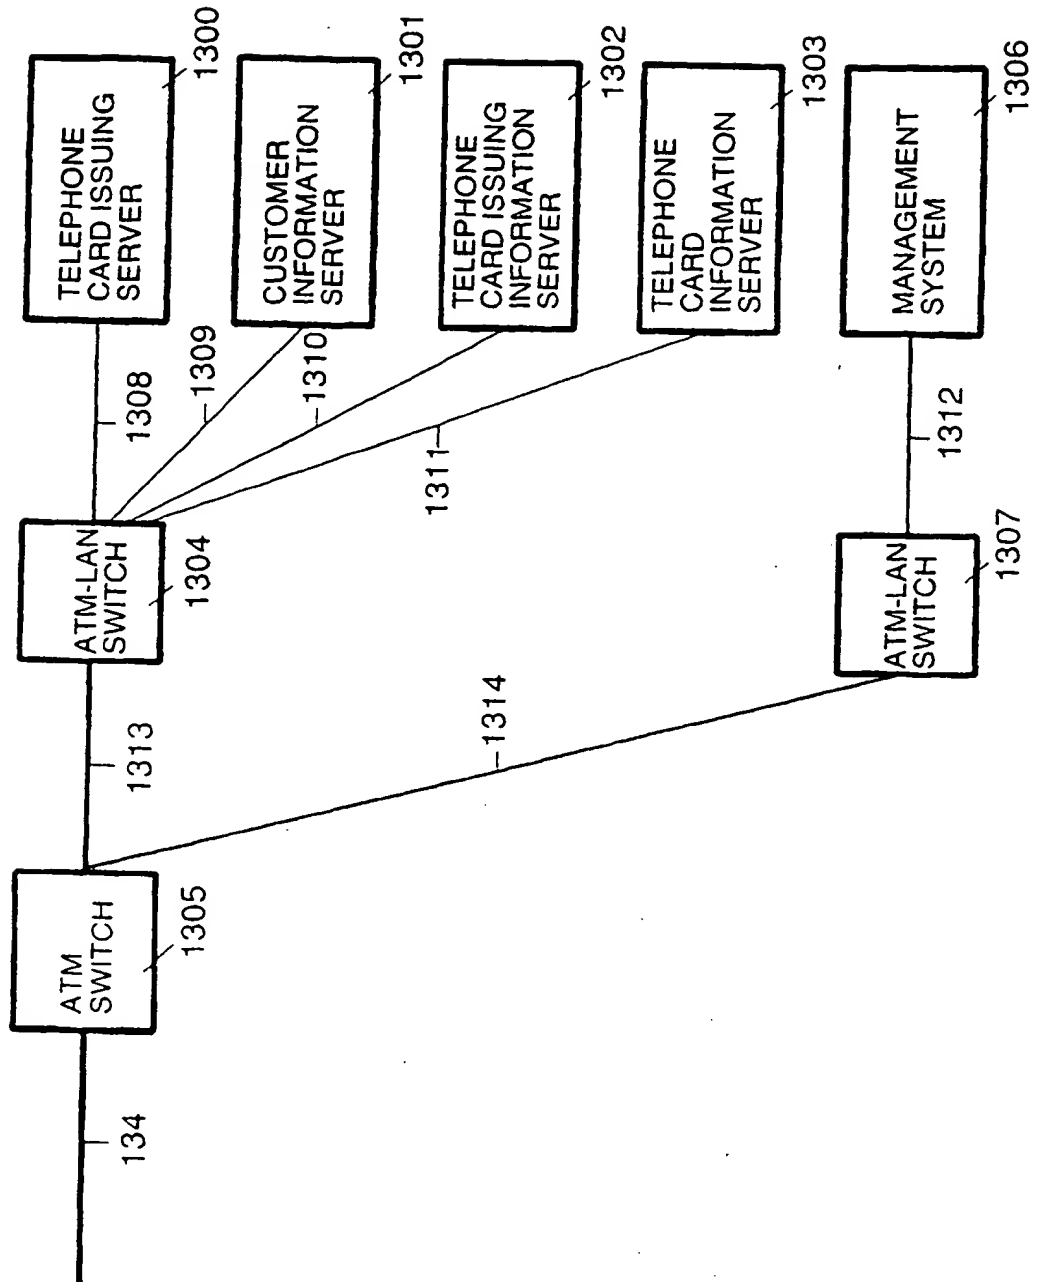 134
ATM
SWITCH
1305
1313
1314
ATM-LAN
SWITCH
1304
1308
1309
1310
1311
TELEPHONE
CARD ISSUING
SERVER
1300
CUSTOMER
INFORMATION
SERVER
1301
TELEPHONE
CARD ISSUING
INFORMATION
SERVER
1302
TELEPHONE
CARD
INFORMATION
SERVER
1303
ATM-LAN
SWITCH
1307
1312
MANAGEMENT
SYSTEM
1306